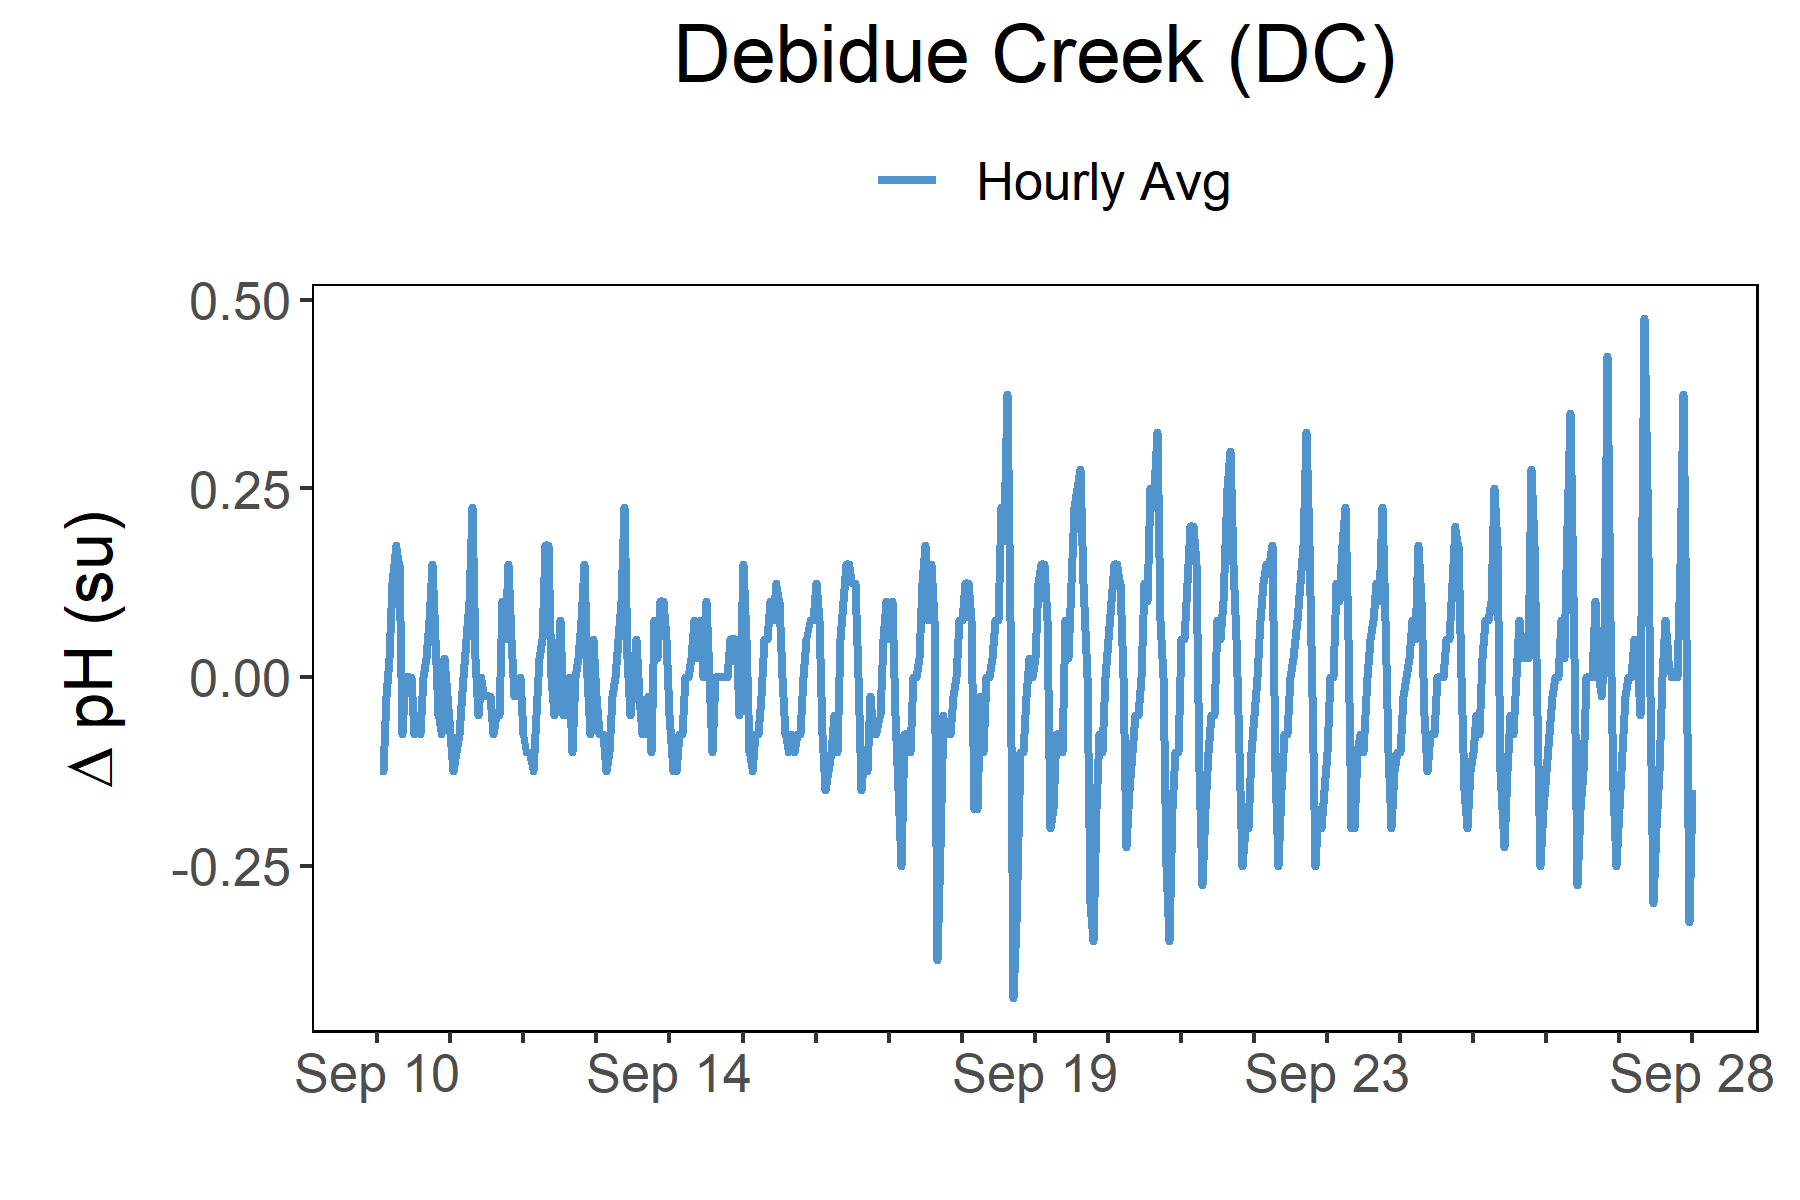 Debidue Creek (DC)
Hourly Avg
0.50
0.25
0.00
-0.25
Δ pH (su)
Sep 10 Sep 14 Sep 19 Sep 23 Sep 28